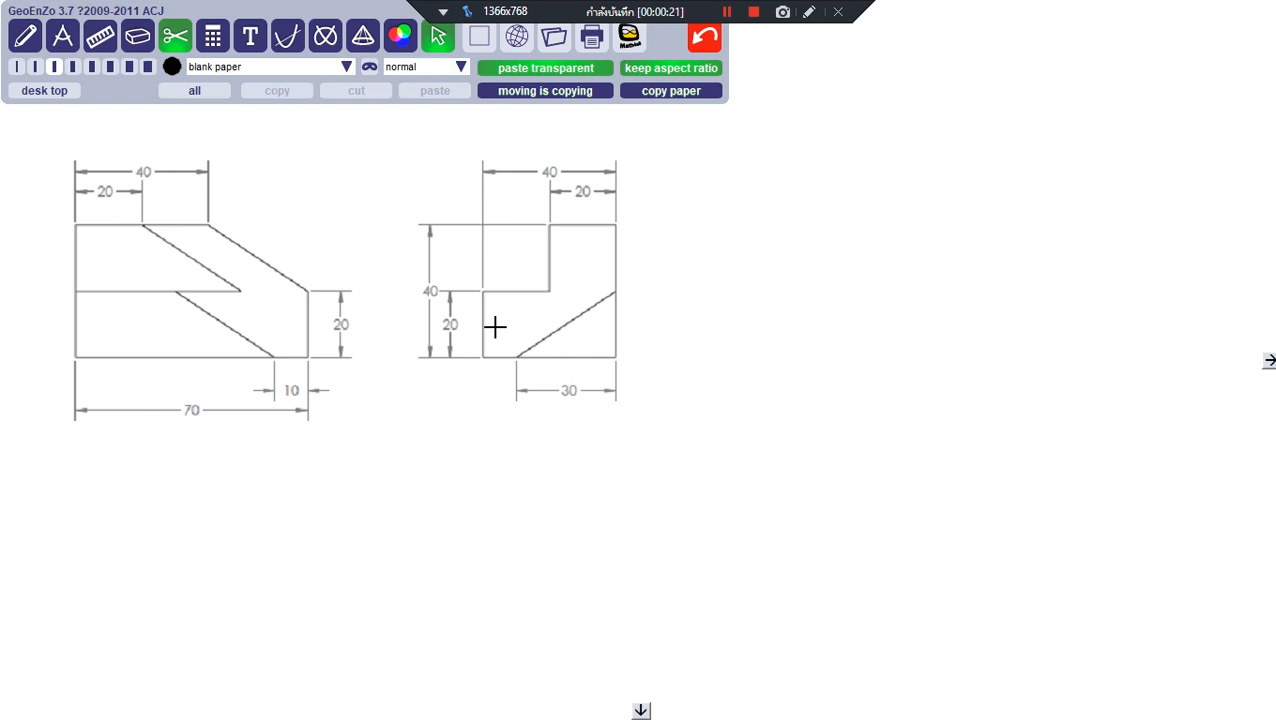 GeoEnZo 3.7 ?2009-2011 ACJ
1366x768
กำลังบันทึก [00:00:21]
T
blank paper
normal
paste transparent
keep aspect ratio
desk top
all
copy
cut
paste
moving is copying
copy paper
40
20
20
10
70
40
20
40
20
30